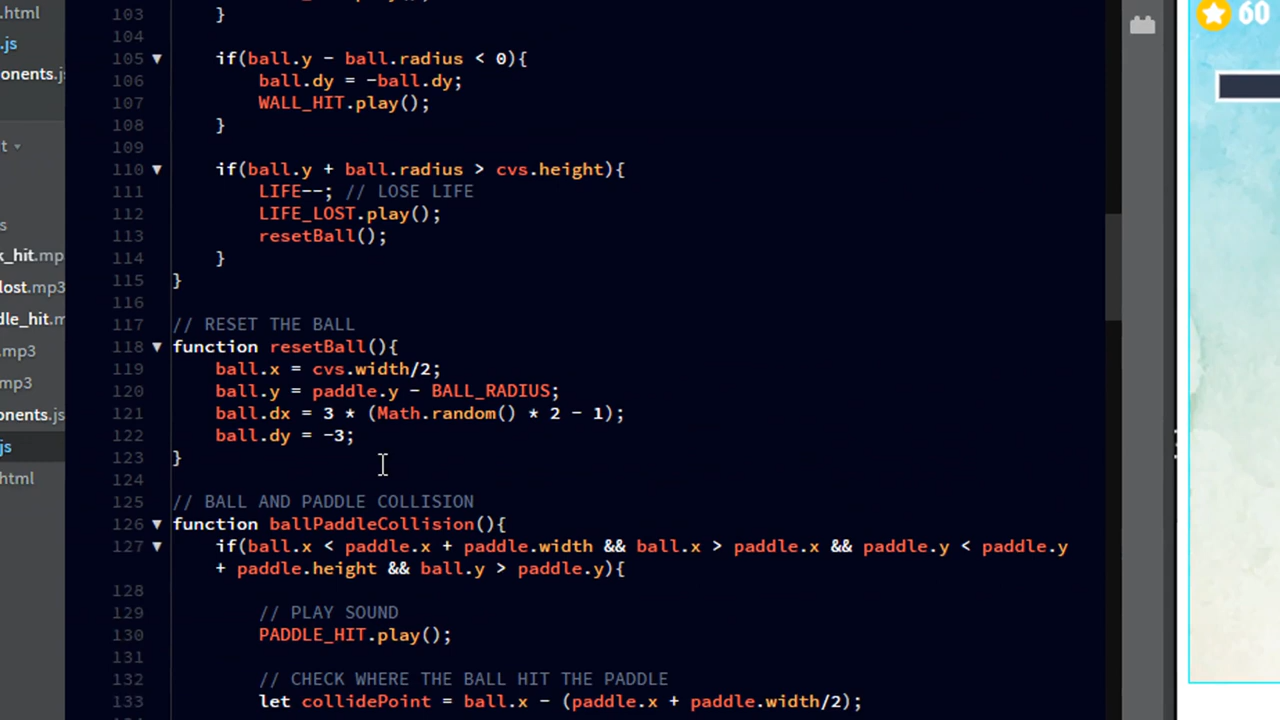 .html
.js
onents.js
t
s
k_hit.mp
lost.mp3
dle_hit.m
.mp3
mp3
onents.js
js
html
103 }
104
105 if(ball.y - ball.radius < 0){
106 ball.dy = -ball.dy;
107 WALL_HIT.play();
108 }
109
110 if(ball.y + ball.radius > cvs.height){
111 LIFE--; // LOSE LIFE
112 LIFE_LOST.play();
113 resetBall();
114 }
115 }
116
117 // RESET THE BALL
118 function resetBall(){
119 ball.x = cvs.width/2;
120 ball.y = paddle.y - BALL_RADIUS;
121 ball.dx = 3 * (Math.random() * 2 - 1);
122 ball.dy = -3;
123 }
124
125 // BALL AND PADDLE COLLISION
126 function ballPaddleCollision(){
127 if(ball.x < paddle.x + paddle.width && ball.x > paddle.x && paddle.y < paddle.y
+ paddle.height && ball.y > paddle.y){
128
129 // PLAY SOUND
130 PADDLE_HIT.play();
131
132 // CHECK WHERE THE BALL HIT THE PADDLE
133 let collidePoint = ball.x - (paddle.x + paddle.width/2);
60